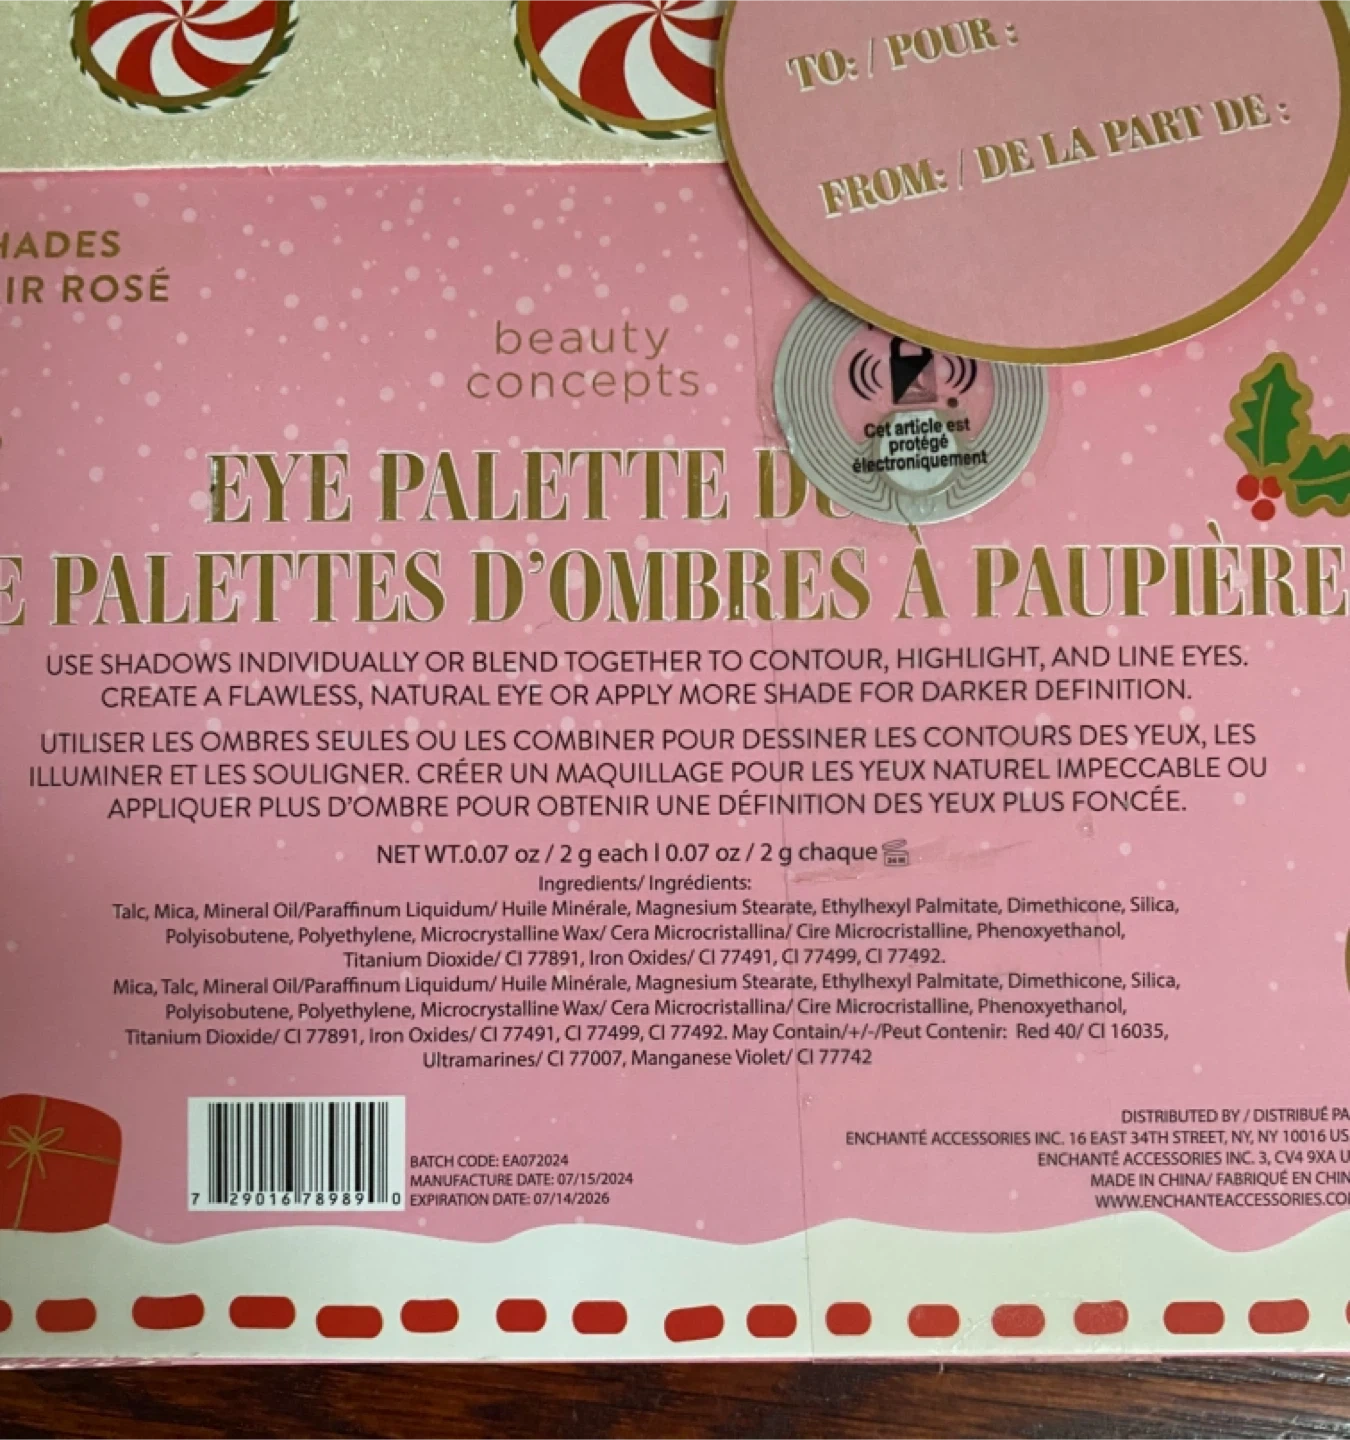 TO: / POUR :
FROM: / DE LA PART DE :
HADES
IR ROSÉ
beauty
concepts
Cet article est
protégé
électroniquement
EYE PALETTE DU
E PALETTES D'OMBRES À PAUPIÈRE
USE SHADOWS INDIVIDUALLY OR BLEND TOGETHER TO CONTOUR, HIGHLIGHT, AND LINE EYES.
CREATE A FLAWLESS, NATURAL EYE OR APPLY MORE SHADE FOR DARKER DEFINITION.
UTILISER LES OMBRES SEULES OU LES COMBINER POUR DESSINER LES CONTOURS DES YEUX, LES
ILLUMINER ET LES SOULIGNER. CRÉER UN MAQUILLAGE POUR LES YEUX NATUREL IMPECCABLE OU
APPLIQUER PLUS D'OMBRE POUR OBTENIR UNE DÉFINITION DES YEUX PLUS FONCÉE.
NET WT.0.07 oz / 2 g each I 0.07 oz / 2 g chaque
Ingredients/ Ingrédients:
Talc, Mica, Mineral Oil/Paraffinum Liquidum/ Huile Minérale, Magnesium Stearate, Ethylhexyl Palmitate, Dimethicone, Silica,
Polyisobutene, Polyethylene, Microcrystalline Wax/ Cera Microcristallina/ Cire Microcristalline, Phenoxyethanol,
Titanium Dioxide/ CI 77891, Iron Oxides/ CI 77491, CI 77499, CI 77492.
Mica, Talc, Mineral Oil/Paraffinum Liquidum/ Huile Minérale, Magnesium Stearate, Ethylhexyl Palmitate, Dimethicone, Silica,
Polyisobutene, Polyethylene, Microcrystalline Wax/ Cera Microcristallina/ Cire Microcristalline, Phenoxyethanol,
Titanium Dioxide/ CI 77891, Iron Oxides/ CI 77491, CI 77499, CI 77492. May Contain/+/-/Peut Contenir: Red 40/ CI 16035,
Ultramarines/ CI 77007, Manganese Violet/ CI 77742
7 29016 78989 0
BATCH CODE: EA072024
MANUFACTURE DATE: 07/15/2024
EXPIRATION DATE: 07/14/2026
DISTRIBUTED BY / DISTRIBUÉ PA
ENCHANTÉ ACCESSORIES INC. 16 EAST 34TH STREET, NY, NY 10016 US
ENCHANTÉ ACCESSORIES INC. 3, CV4 9XA U
MADE IN CHINA/ FABRIQUÉ EN CHIN
WWW.ENCHANTEACCESSORIES.CO